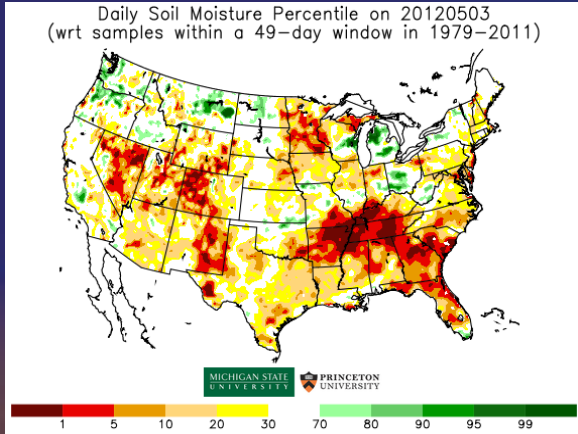 Daily Soil Moisture Percentile on 20120503
(wrt samples within a 49-day window in 1979-2011)
MICHIGAN STATE
UNIVERSITY
PRINCETON
UNIVERSITY
1 5 10 20 30 70 80 90 95 99